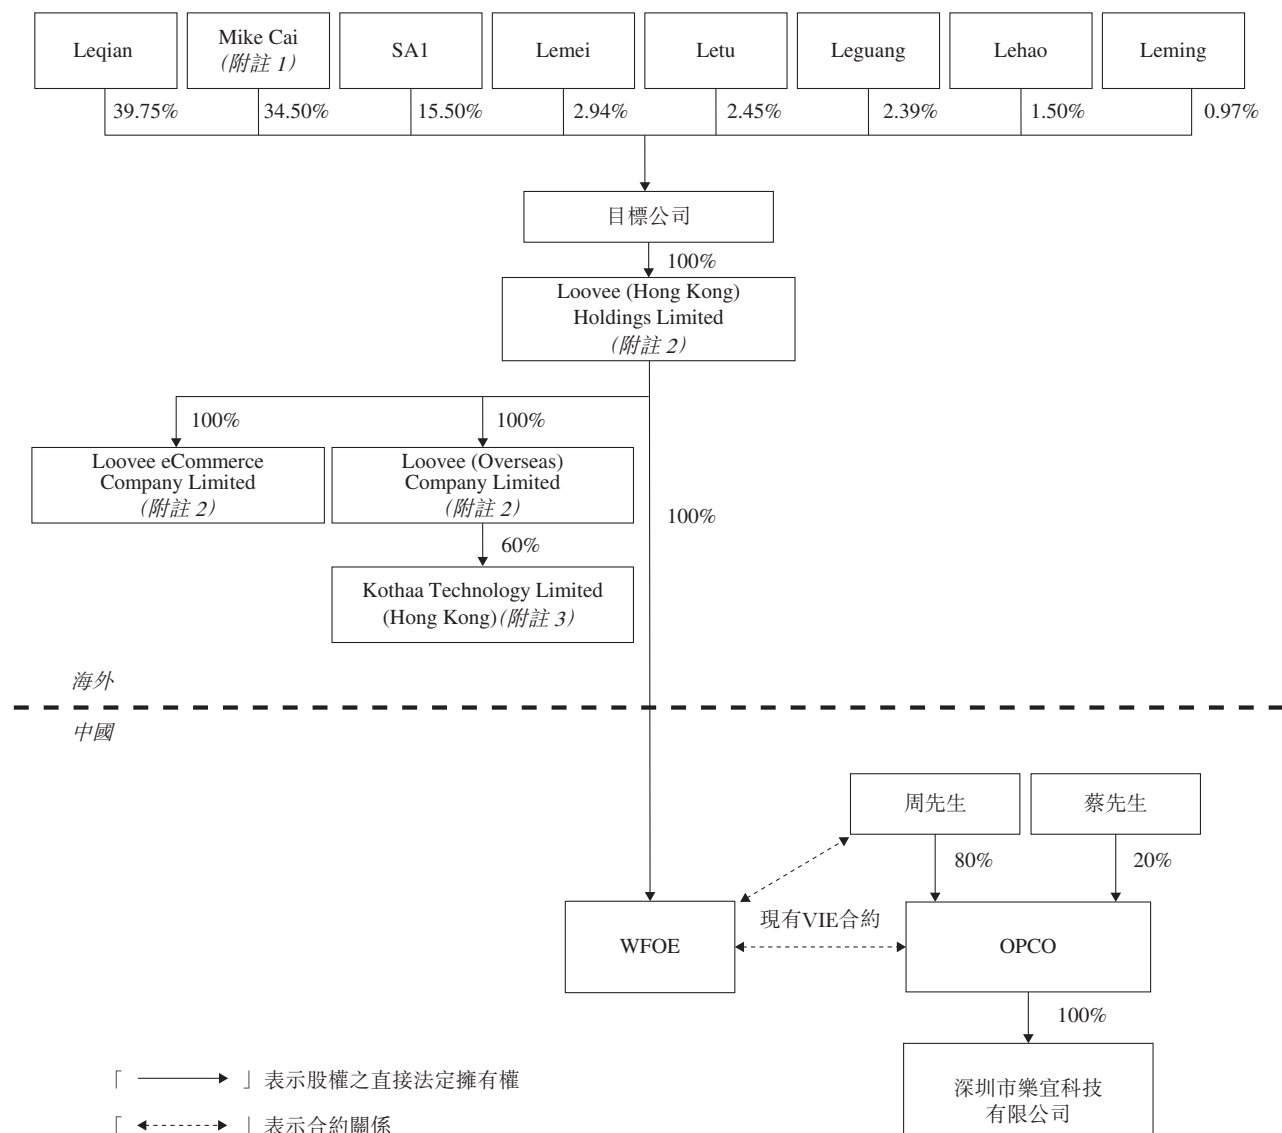 Leqian
Mike Cai
(附註 1)
SA1
Lemei
Letu
Leguang
Lehao
Leming
39.75%
34.50%
15.50%
2.94%
2.45%
2.39%
1.50%
0.97%
目標公司
100%
Loovee (Hong Kong)
Holdings Limited
(附註 2)
100%
100%
Loovee eCommerce
Company Limited
(附註 2)
Loovee (Overseas)
Company Limited
(附註 2)
100%
60%
Kothaa Technology Limited
(Hong Kong)(附註 3)
海外
中國
周先生
蔡先生
80%
20%
現有VIE合約
WFOE
OPCO
100%
深圳市樂宜科技
有限公司
「 」表示股權之直接法定擁有權
「 」表示合約關係